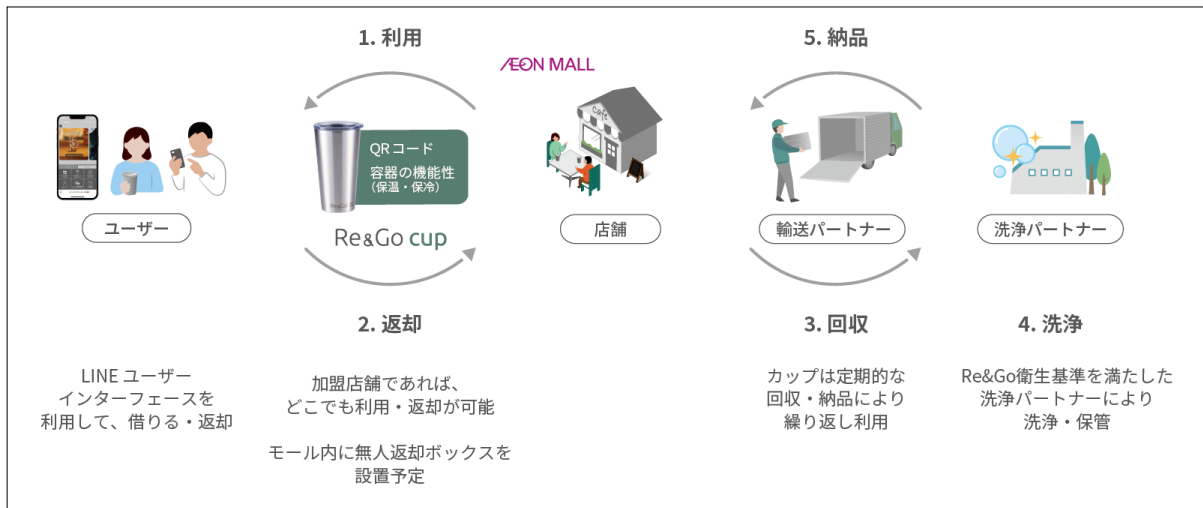 1. 利用
5. 納品
ÆON MALL
cafe
QRコード
容器の機能性
（保温・保冷）
Re&Go
ユーザー
Re&Go cup
店舗
輸送パートナー
洗浄パートナー
2. 返却
3. 回収
4. 洗浄
LINE ユーザー
インターフェースを
利用して、借りる・返却
加盟店舗であれば、
どこでも利用・返却が可能
モール内に無人返却ボックスを
設置予定
カップは定期的な
回収・納品により
繰り返し利用
Re&Go衛生基準を満たした
洗浄パートナーにより
洗浄・保管